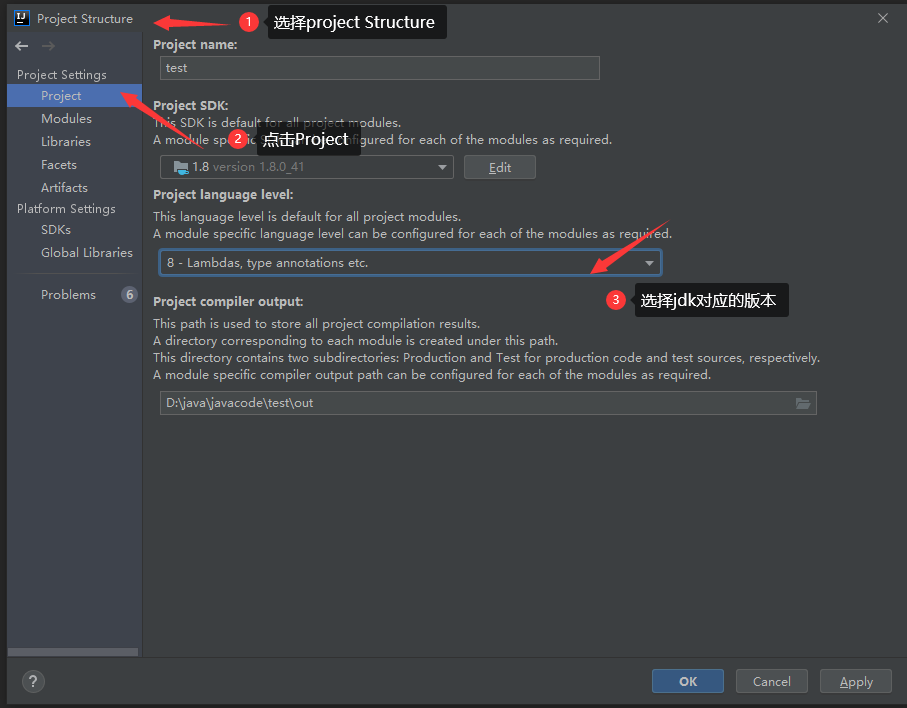 Project Structure
1 选择project Structure
Project name:
test
Project Settings
Project
Modules
Libraries
Facets
Artifacts
Platform Settings
SDKs
Global Libraries
Problems 6
Project SDK:
This SDK is default for all project modules.
A module specific configured for each of the modules as required.
2 点击Project
1.8 version 1.8.0_41
Edit
Project language level:
This language level is default for all project modules.
A module specific language level can be configured for each of the modules as required.
8 - Lambdas, type annotations etc.
3 选择jdk对应的版本
Project compiler output:
This path is used to store all project compilation results.
A directory corresponding to each module is created under this path.
This directory contains two subdirectories: Production and Test for production code and test sources, respectively.
A module specific compiler output path can be configured for each of the modules as required.
D:\java\javacode\test\out
?
OK
Cancel
Apply